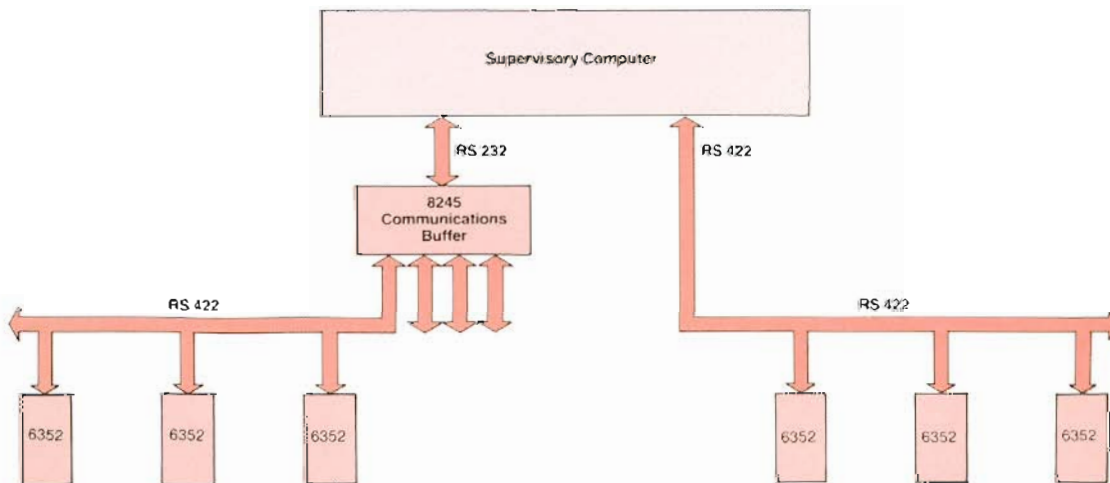 Supervisory Computer
RS 232
RS 422
8245
Communications
Buffer
RS 422
RS 422
6352
6352
6352
6352
6352
6352